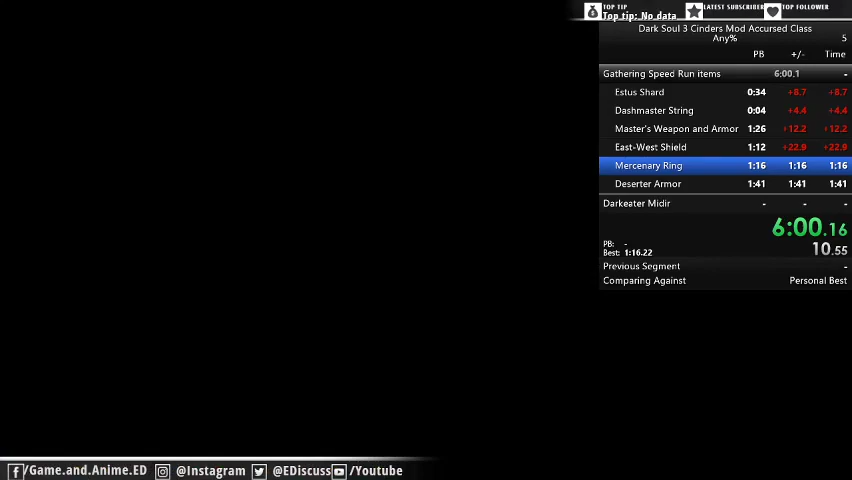 TOP TIP
Top tip: No data
LATEST SUBSCRIBER
TOP FOLLOWER
Dark Soul 3 Cinders Mod Accursed Class
Any% 5
PB +/- Time
Gathering Speed Run items 6:00.1 -
Estus Shard 0:34 +8.7 +8.7
Dashmaster String 0:04 +4.4 +4.4
Master's Weapon and Armor 1:26 +12.2 +12.2
East-West Shield 1:12 +22.9 +22.9
Mercenary Ring 1:16 1:16 1:16
Deserter Armor 1:41 1:41 1:41
Darkeater Midir - - -
6:00.16
PB: -
Best: 1:16.22
10.55
Previous Segment -
Comparing Against Personal Best
/Game.and.Anime.ED @Instagram @EDiscuss /Youtube